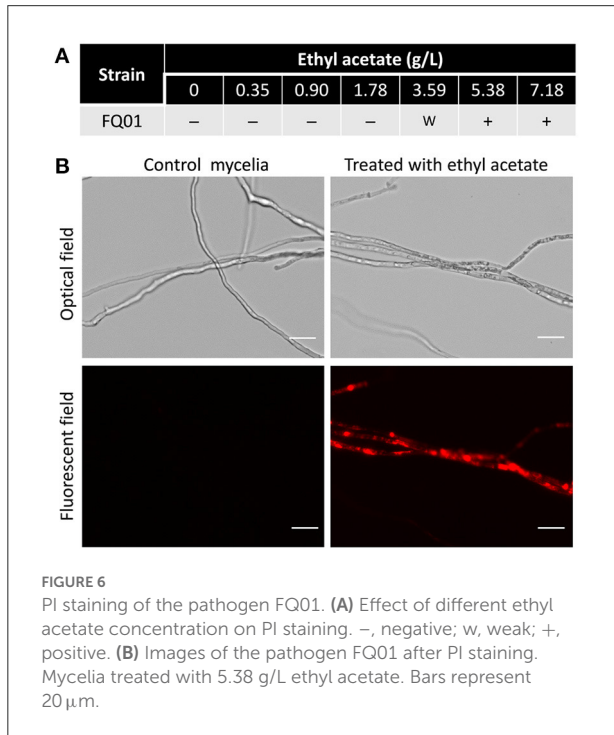 A
Strain
Ethyl acetate (g/L)
0 0.35 0.90 1.78 3.59 5.38 7.18
FQ01 – – – – w + +
B
Control mycelia Treated with ethyl acetate
Optical field
Fluorescent field
FIGURE 6
PI staining of the pathogen FQ01. (A) Effect of different ethyl
acetate concentration on PI staining. –, negative; w, weak; +,
positive. (B) Images of the pathogen FQ01 after PI staining.
Mycelia treated with 5.38 g/L ethyl acetate. Bars represent
20 μm.